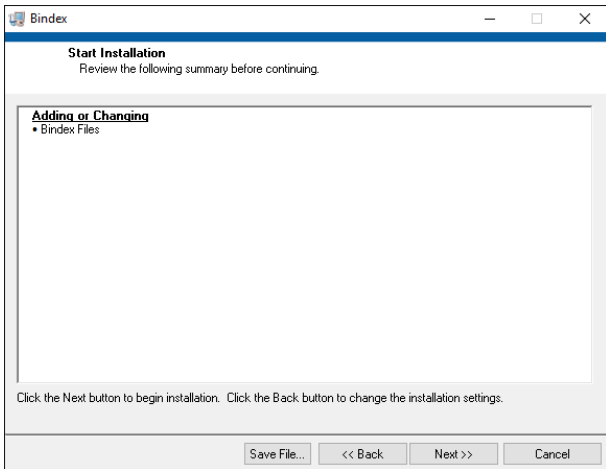 Bindex
Start Installation
Review the following summary before continuing.
Adding or Changing
• Bindex Files
Click the Next button to begin installation. Click the Back button to change the installation settings.
Save File... << Back Next >> Cancel